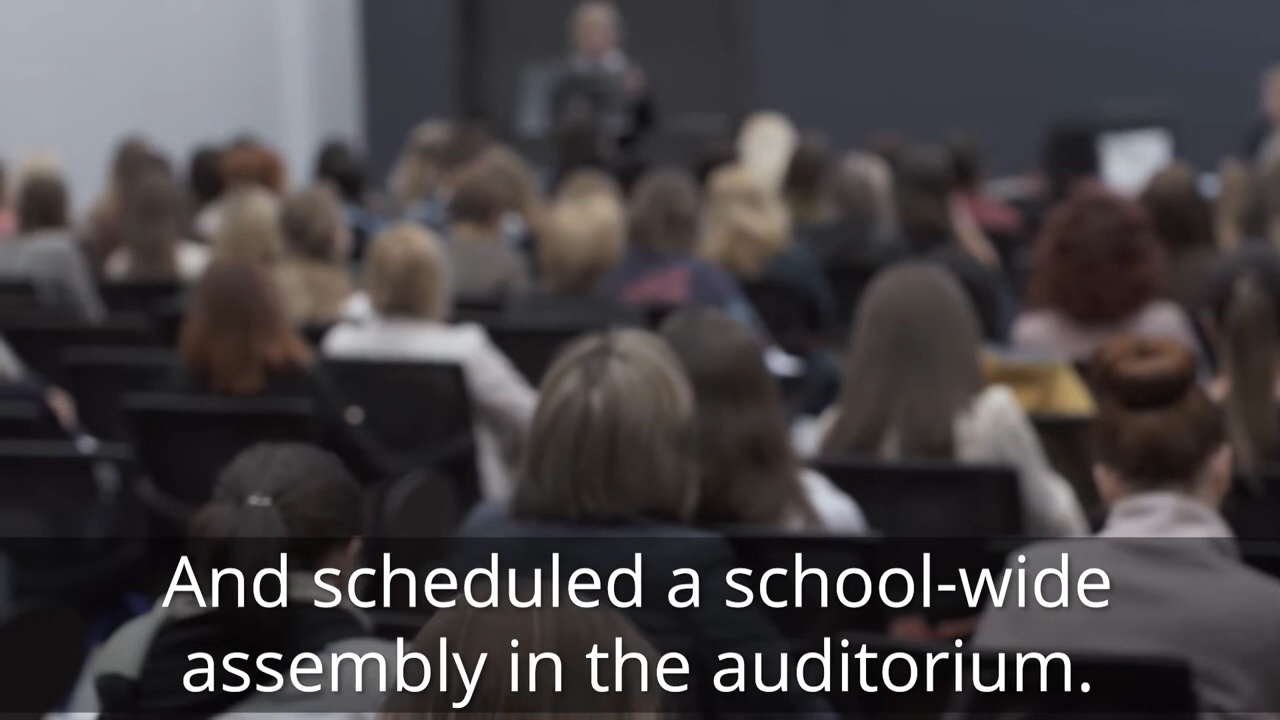 And scheduled a school-wide
assembly in the auditorium.